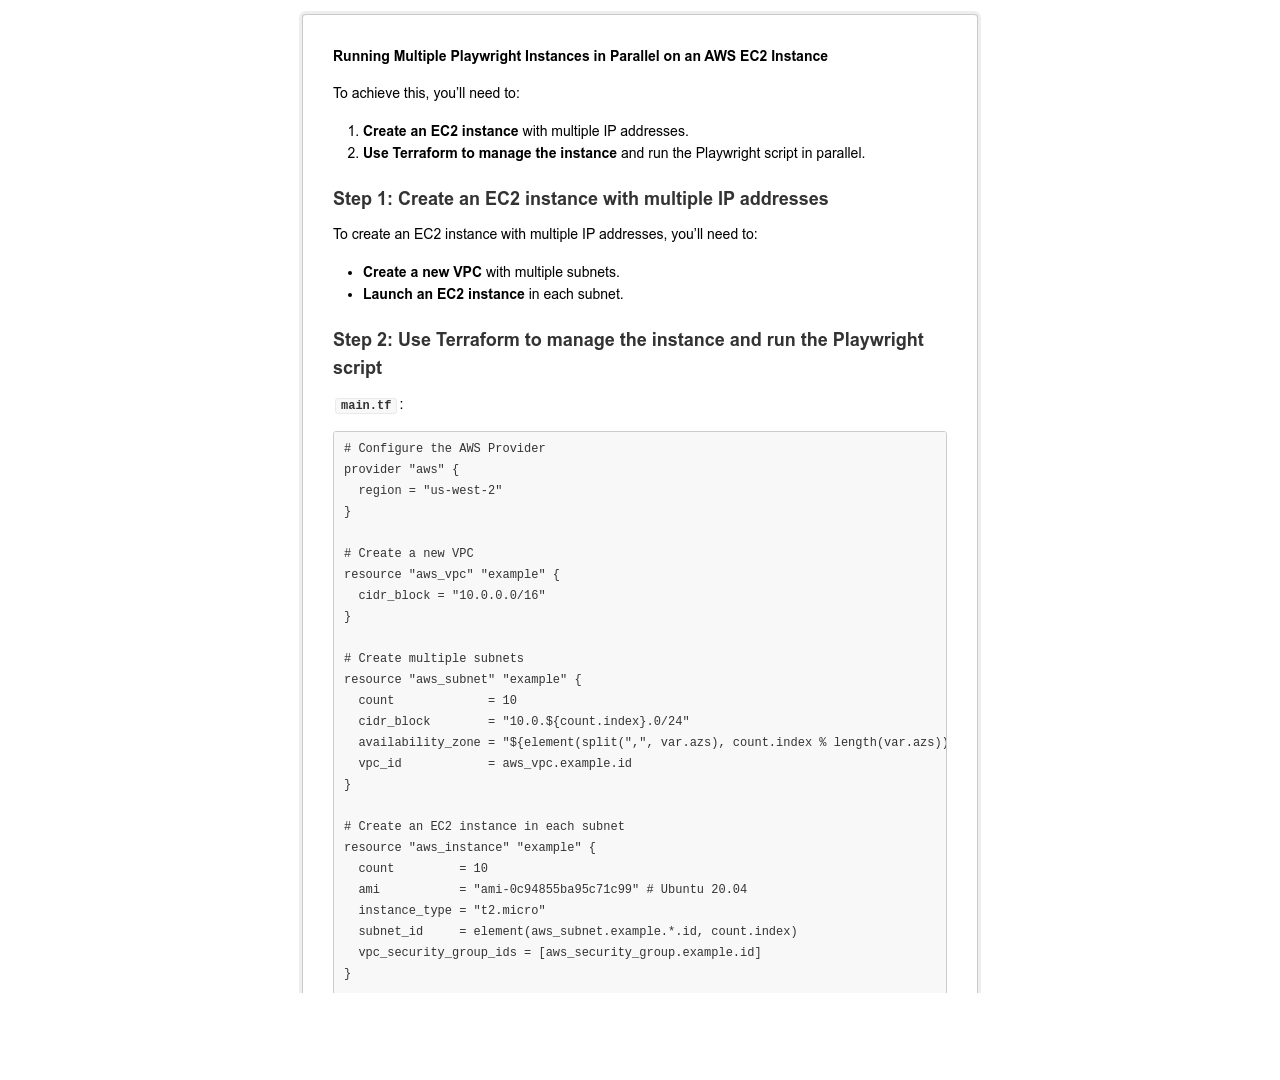 Running Multiple Playwright Instances in Parallel on an AWS EC2 Instance
To achieve this, you’ll need to:
1. Create an EC2 instance with multiple IP addresses.
2. Use Terraform to manage the instance and run the Playwright script in parallel.
Step 1: Create an EC2 instance with multiple IP addresses
To create an EC2 instance with multiple IP addresses, you’ll need to:
• Create a new VPC with multiple subnets.
• Launch an EC2 instance in each subnet.
Step 2: Use Terraform to manage the instance and run the Playwright
script
main.tf :
# Configure the AWS Provider
provider "aws" {
  region = "us-west-2"
}

# Create a new VPC
resource "aws_vpc" "example" {
  cidr_block = "10.0.0.0/16"
}

# Create multiple subnets
resource "aws_subnet" "example" {
  count             = 10
  cidr_block        = "10.0.${count.index}.0/24"
  availability_zone = "${element(split(",", var.azs), count.index % length(var.azs))
  vpc_id            = aws_vpc.example.id
}

# Create an EC2 instance in each subnet
resource "aws_instance" "example" {
  count         = 10
  ami           = "ami-0c94855ba95c71c99" # Ubuntu 20.04
  instance_type = "t2.micro"
  subnet_id     = element(aws_subnet.example.*.id, count.index)
  vpc_security_group_ids = [aws_security_group.example.id]
}